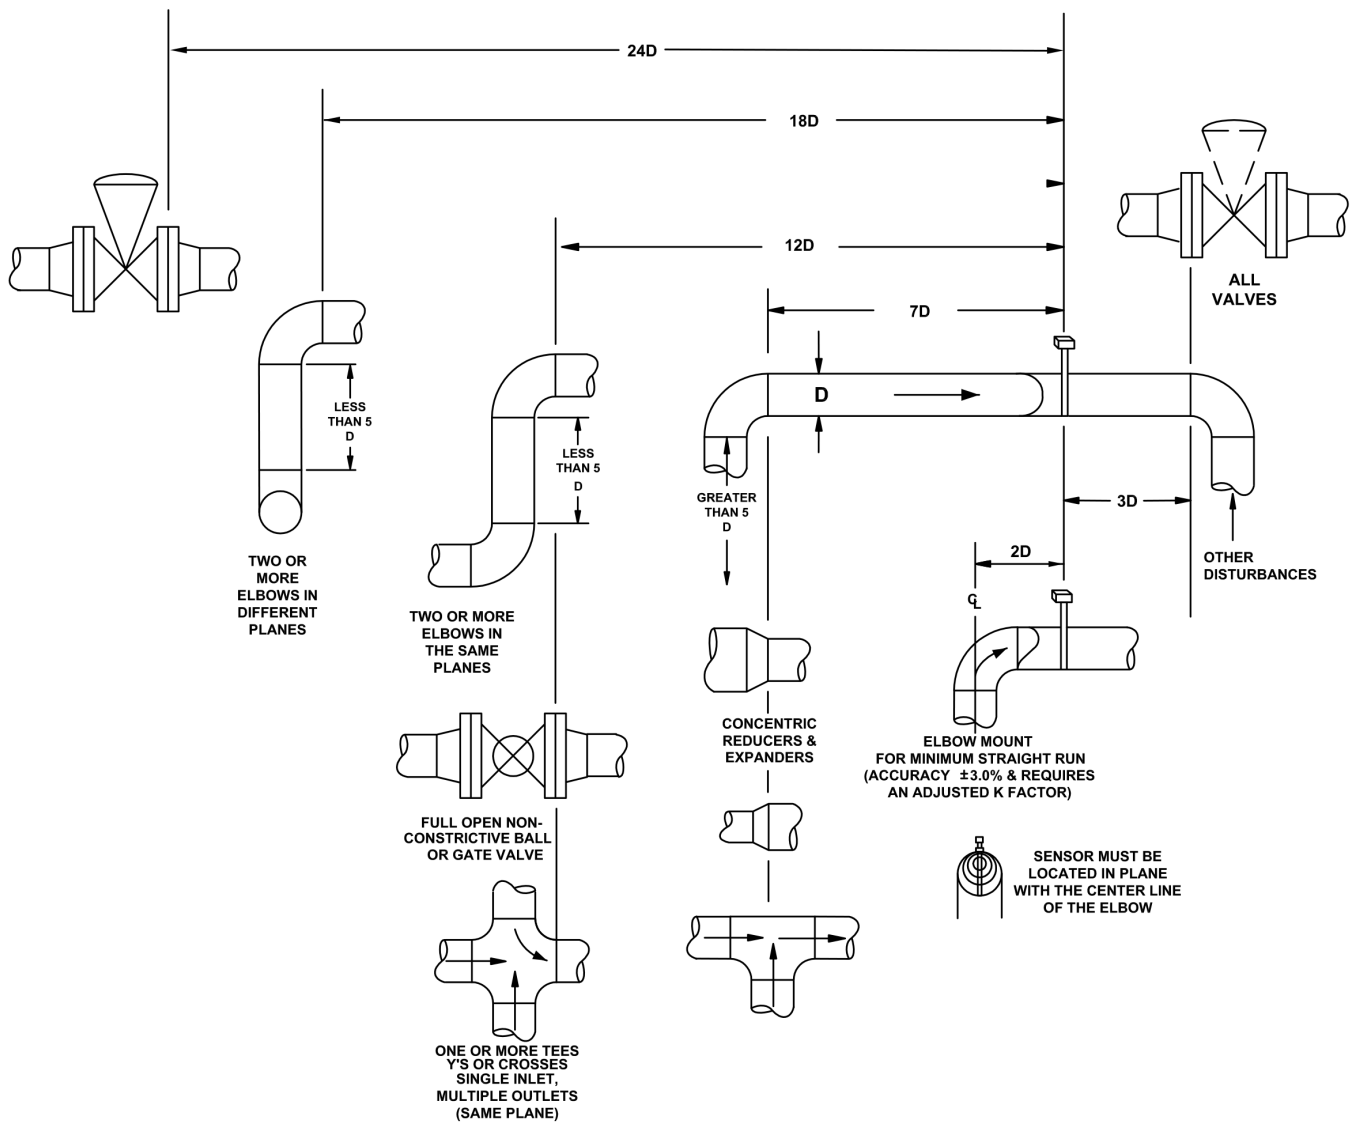 24D
18D
12D
7D
ALL
VALVES
D
LESS
THAN 5
D
LESS
THAN 5
D
GREATER
THAN 5
D
3D
2D
℄
OTHER
DISTURBANCES
TWO OR
MORE
ELBOWS IN
DIFFERENT
PLANES
TWO OR MORE
ELBOWS IN
THE SAME
PLANES
CONCENTRIC
REDUCERS &
EXPANDERS
ELBOW MOUNT
FOR MINIMUM STRAIGHT RUN
(ACCURACY ±3.0% & REQUIRES
AN ADJUSTED K FACTOR)
FULL OPEN NON-
CONSTRICTIVE BALL
OR GATE VALVE
SENSOR MUST BE
LOCATED IN PLANE
WITH THE CENTER LINE
OF THE ELBOW
ONE OR MORE TEES
Y'S OR CROSSES
SINGLE INLET,
MULTIPLE OUTLETS
(SAME PLANE)